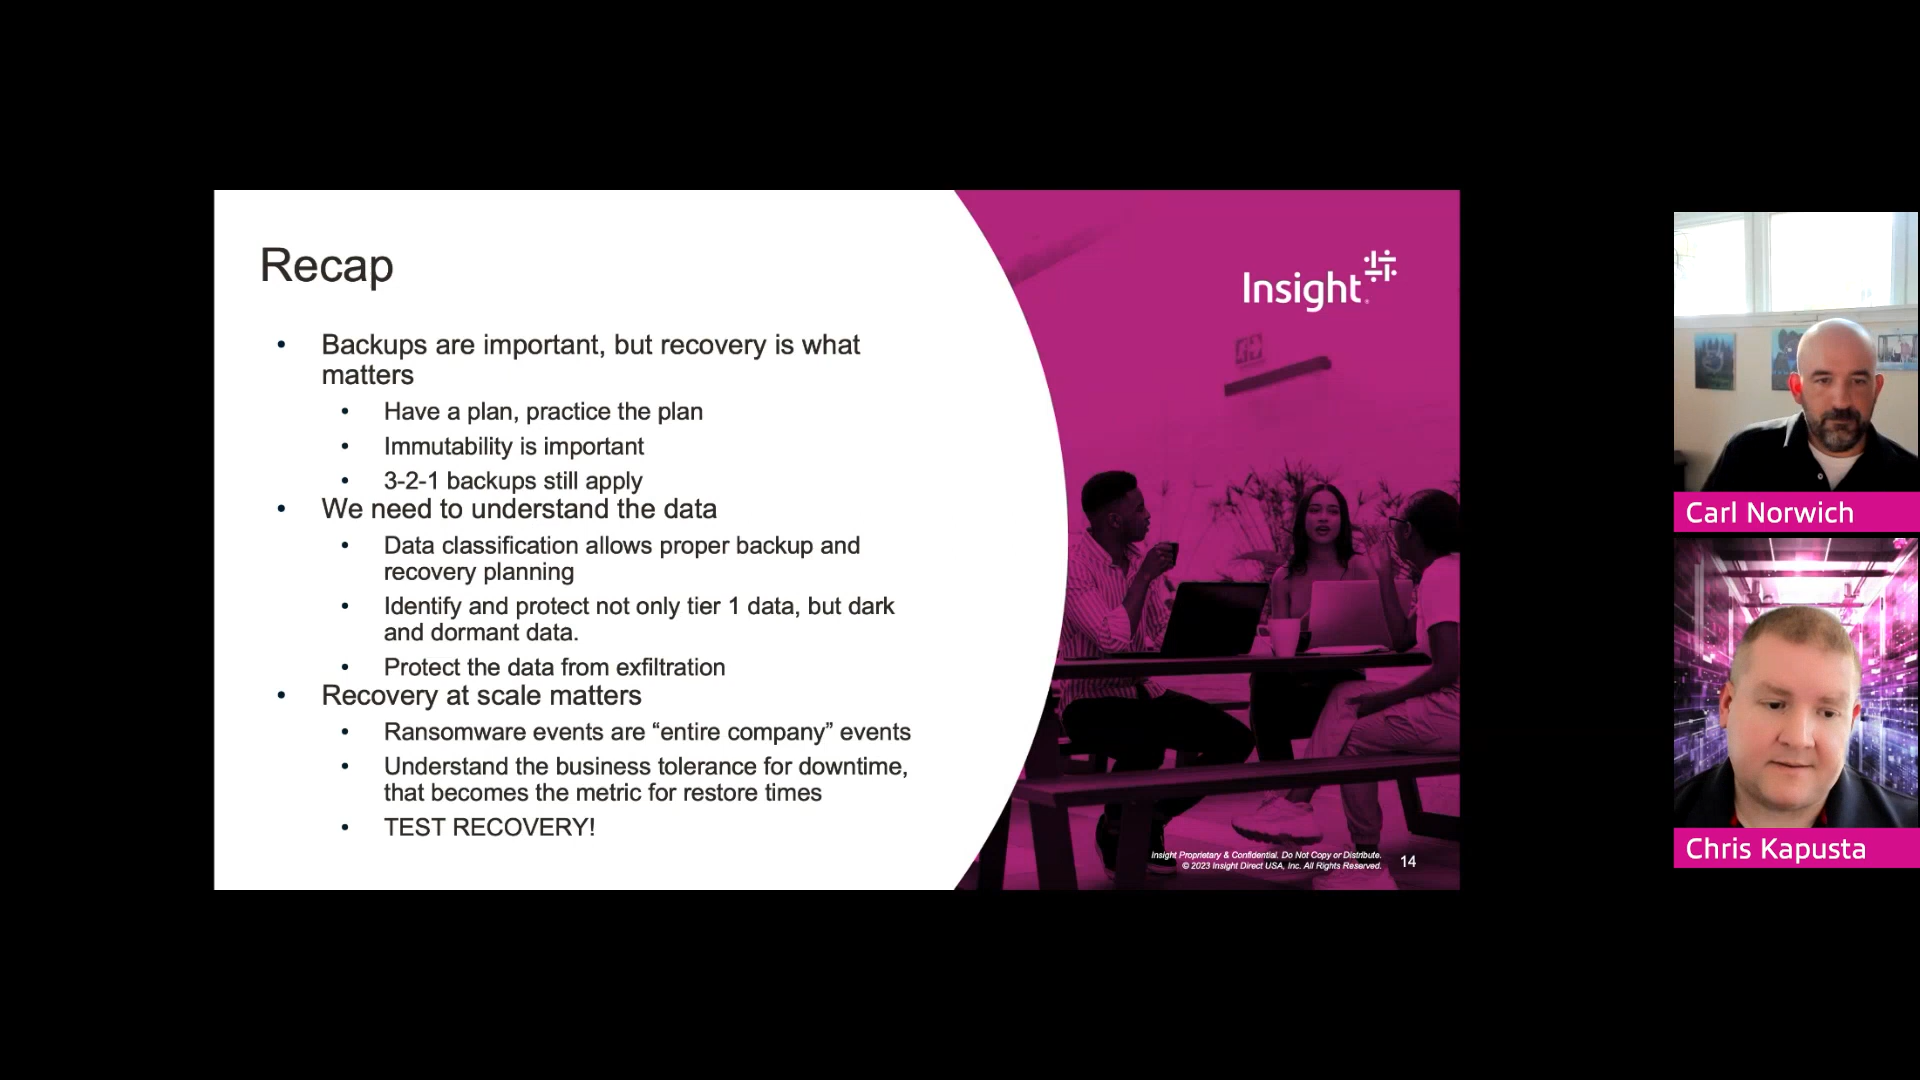 Recap
Insight
• Backups are important, but recovery is what
matters
• Have a plan, practice the plan
• Immutability is important
• 3-2-1 backups still apply
• We need to understand the data
• Data classification allows proper backup and
recovery planning
• Identify and protect not only tier 1 data, but dark
and dormant data.
• Protect the data from exfiltration
• Recovery at scale matters
• Ransomware events are “entire company” events
• Understand the business tolerance for downtime,
that becomes the metric for restore times
• TEST RECOVERY!
Insight Proprietary & Confidential. Do Not Copy or Distribute.
© 2023 Insight Direct USA, Inc. All Rights Reserved.
14
Carl Norwich
Chris Kapusta